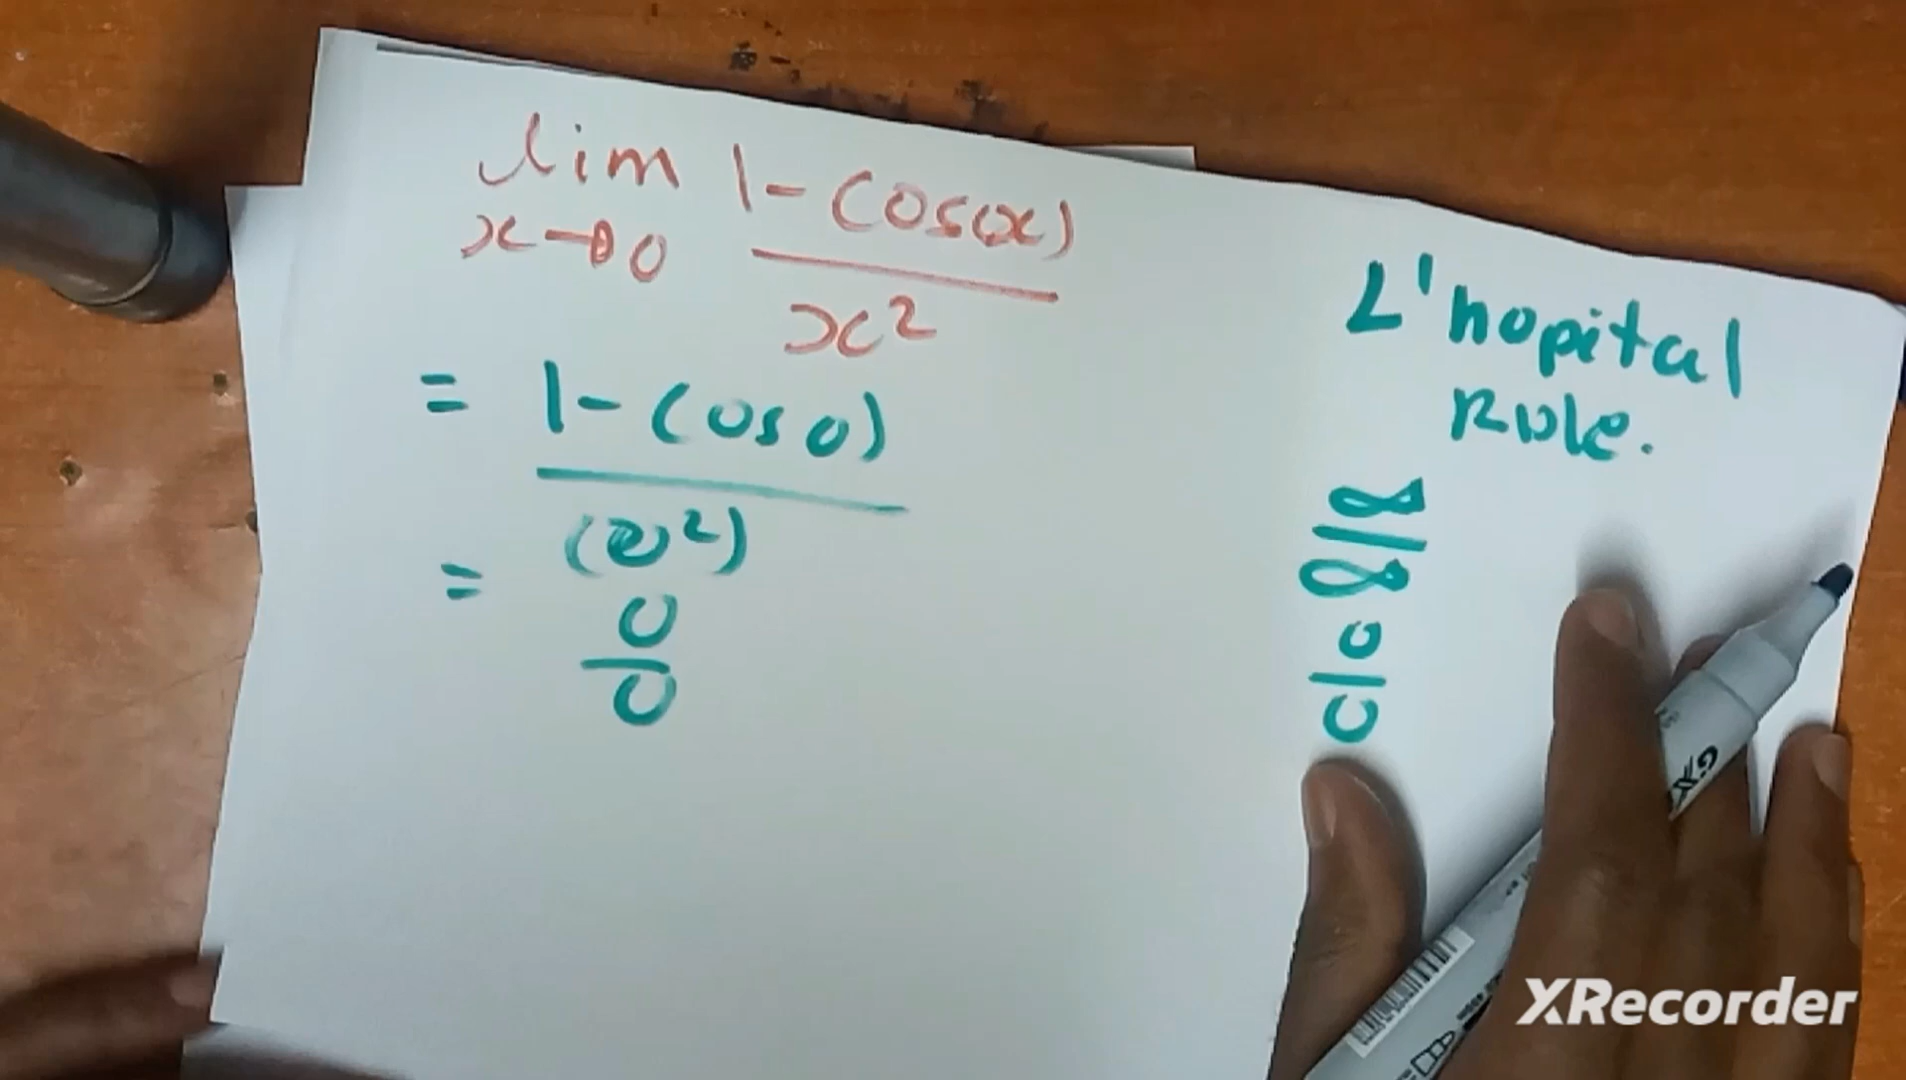 lim 1-cos(x)
x→0 x²
= 1-cos0)
(0²)
= 0
0
L'hopital
Rule.
∞
∞
0
0
XRecorder